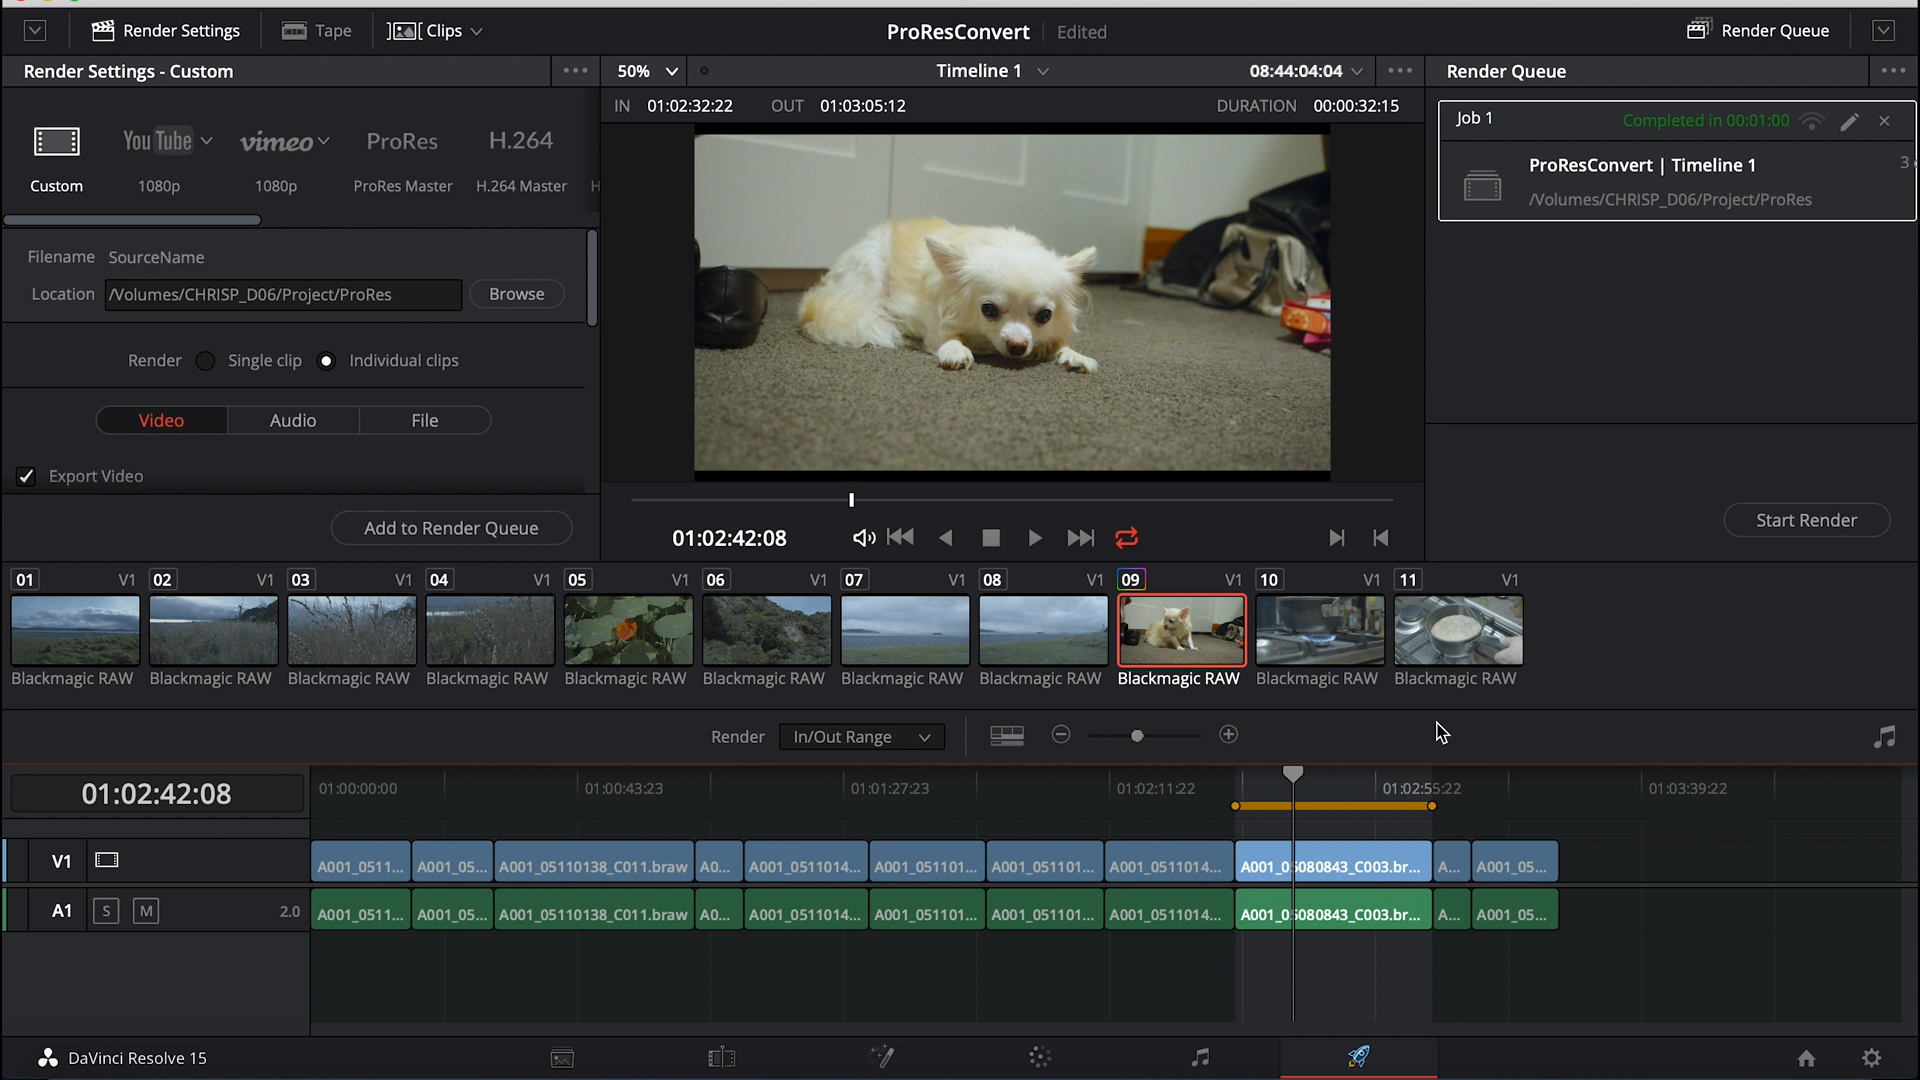 Render Settings
Tape
Clips
ProResConvert
Edited
Render Queue
Render Settings - Custom
50%
Timeline 1
08:44:04:04
Render Queue
IN 01:02:32:22 OUT 01:03:05:12
DURATION 00:00:32:15
YouTube
vimeo
ProRes
H.264
Custom
1080p
1080p
ProRes Master
H.264 Master
H
Job 1
Completed in 00:01:00
ProResConvert | Timeline 1
3
/Volumes/CHRISP_D06/Project/ProRes
Filename SourceName
Location /Volumes/CHRISP_D06/Project/ProRes Browse
Render Single clip Individual clips
Video Audio File
Export Video
Add to Render Queue
01:02:42:08
Start Render
01 V1 02 V1 03 V1 04 V1 05 V1 06 V1 07 V1 08 V1 09 V1 10 V1 11 V1
Blackmagic RAW Blackmagic RAW Blackmagic RAW Blackmagic RAW Blackmagic RAW Blackmagic RAW Blackmagic RAW Blackmagic RAW Blackmagic RAW Blackmagic RAW Blackmagic RAW
Render In/Out Range
01:02:42:08
01:00:00:00 01:00:43:23 01:01:27:23 01:02:11:22 01:02:55:22 01:03:39:22
V1
A001_0511... A001_05... A001_05110138_C011.braw A0... A001_0511014... A001_051101... A001_051101... A001_0511014... A001_05080843_C003.br... A... A001_05...
A1 S M 2.0
A001_0511... A001_05... A001_05110138_C011.braw A0... A001_0511014... A001_051101... A001_051101... A001_0511014... A001_05080843_C003.br... A... A001_05...
DaVinci Resolve 15